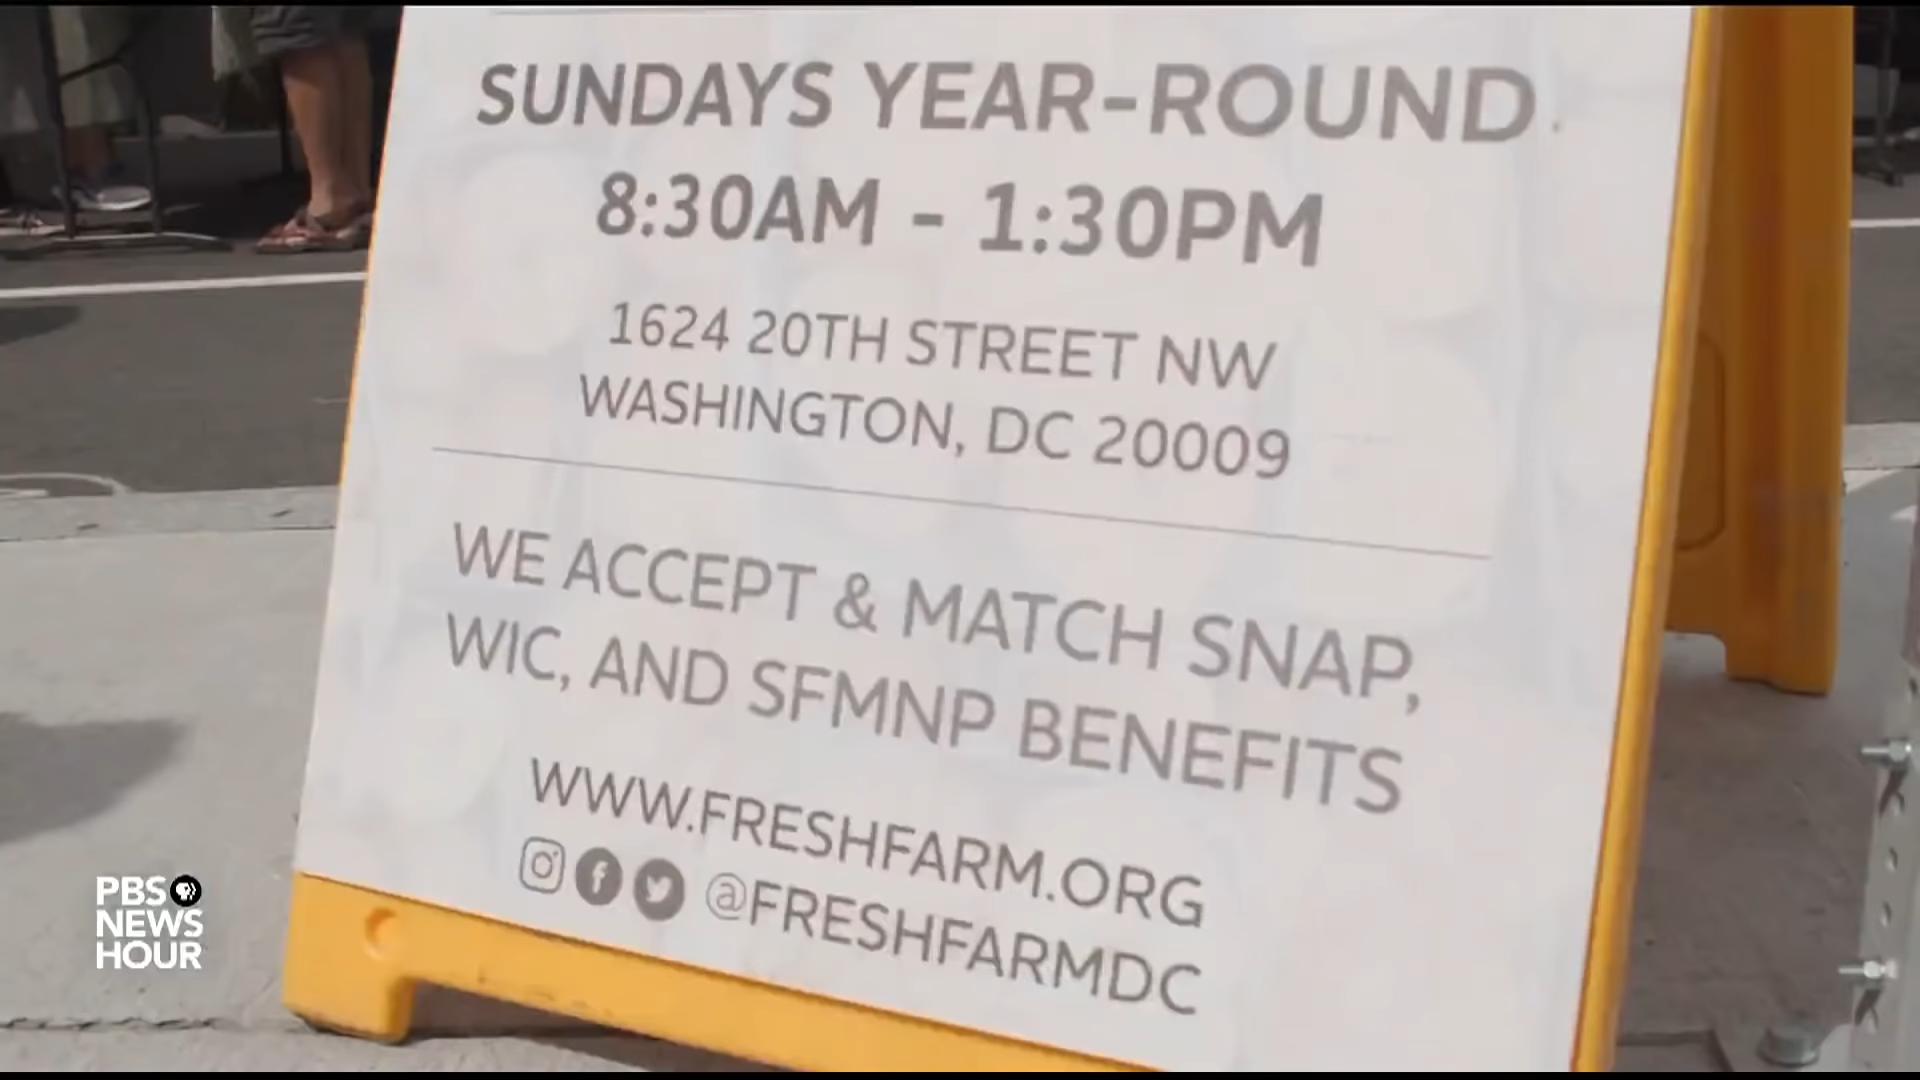 SUNDAYS YEAR-ROUND
8:30AM - 1:30PM
1624 20TH STREET NW
WASHINGTON, DC 20009
WE ACCEPT & MATCH SNAP,
WIC, AND SFMNP BENEFITS
WWW.FRESHFARM.ORG
@FRESHFARMDC
PBS
NEWS
HOUR